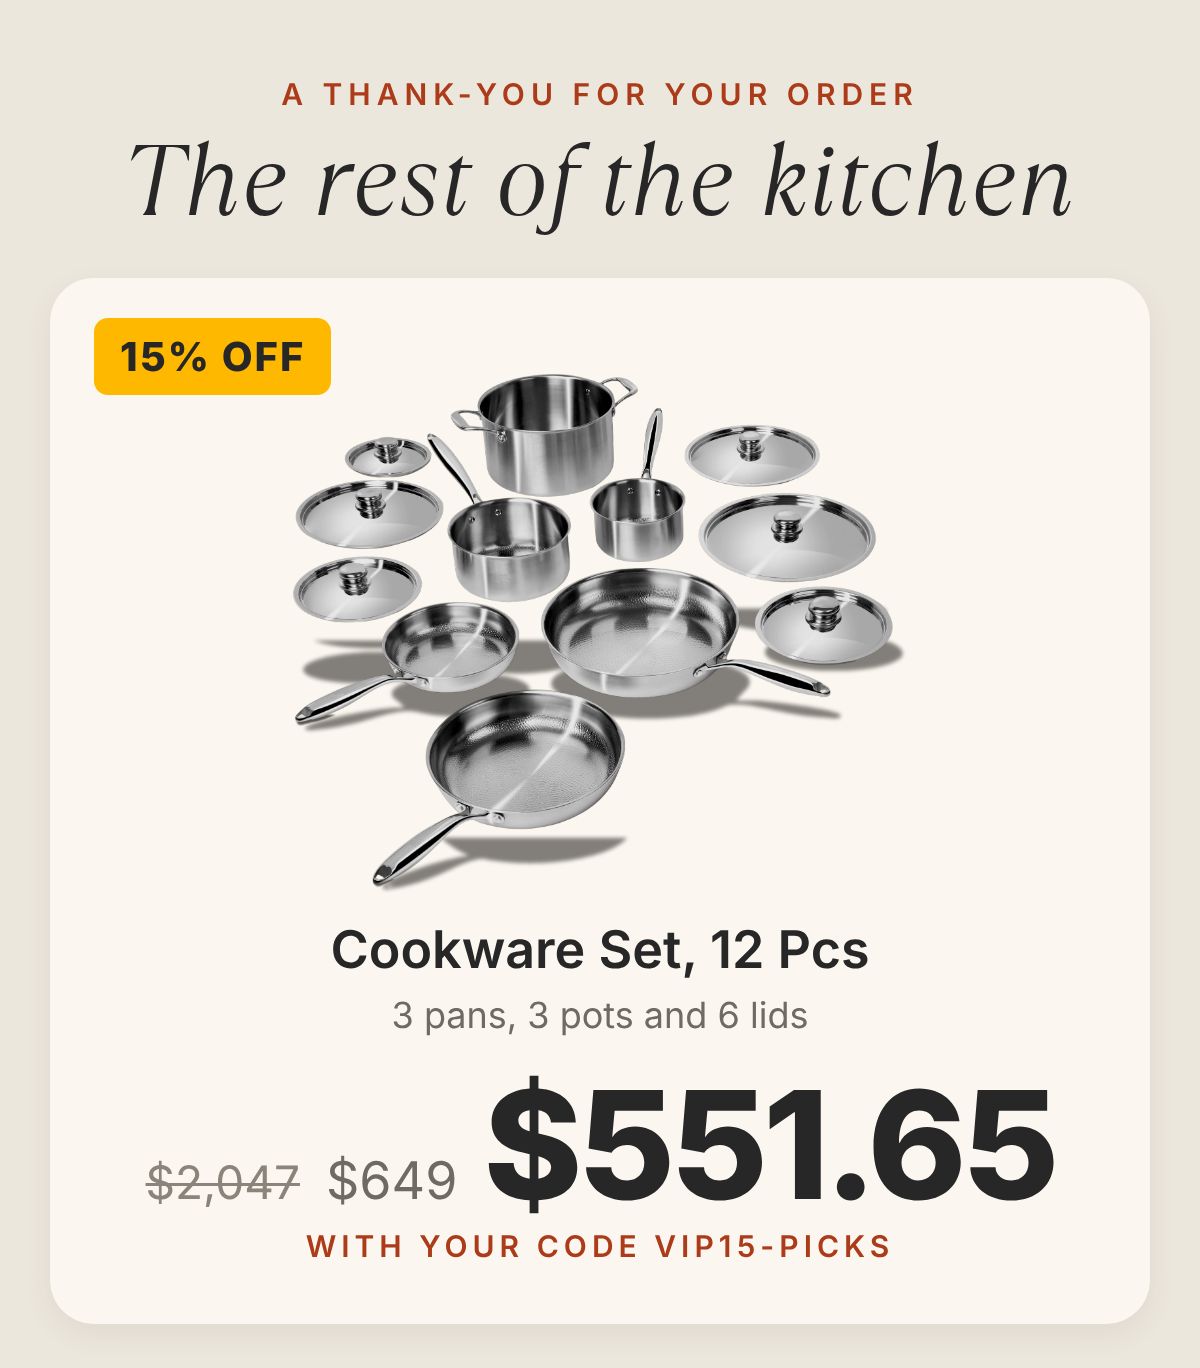 A THANK-YOU FOR YOUR ORDER
The rest of the kitchen
15% OFF
Cookware Set, 12 Pcs
3 pans, 3 pots and 6 lids
$2,047 $649 $551.65
WITH YOUR CODE VIP15-PICKS